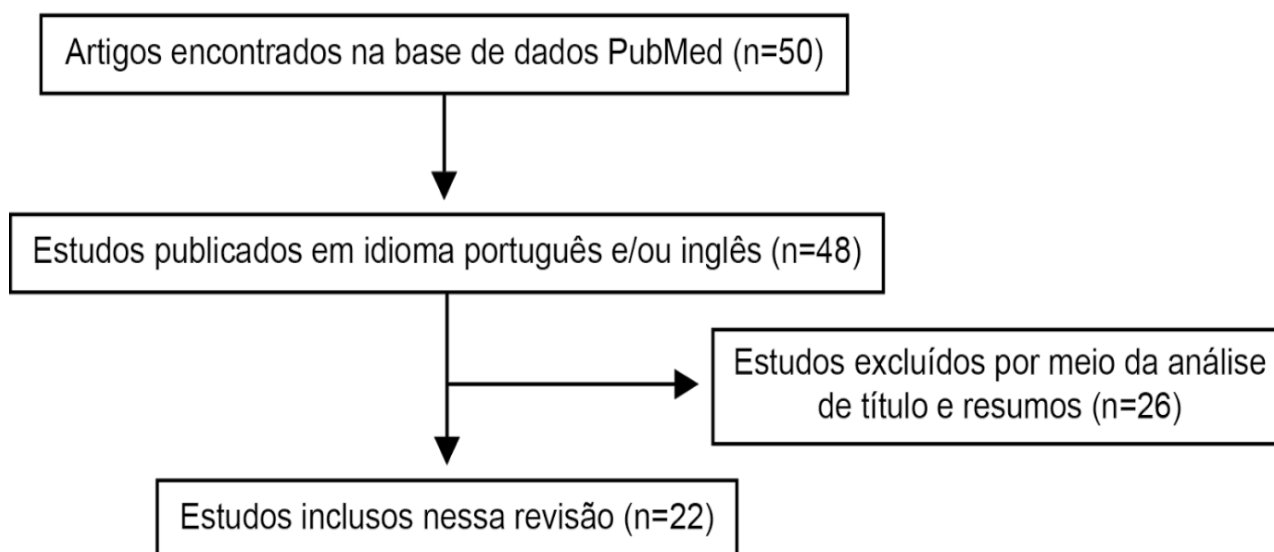 Artigos encontrados na base de dados PubMed (n=50)
Estudos publicados em idioma português e/ou inglês (n=48)
Estudos excluídos por meio da análise
de título e resumos (n=26)
Estudos inclusos nessa revisão (n=22)